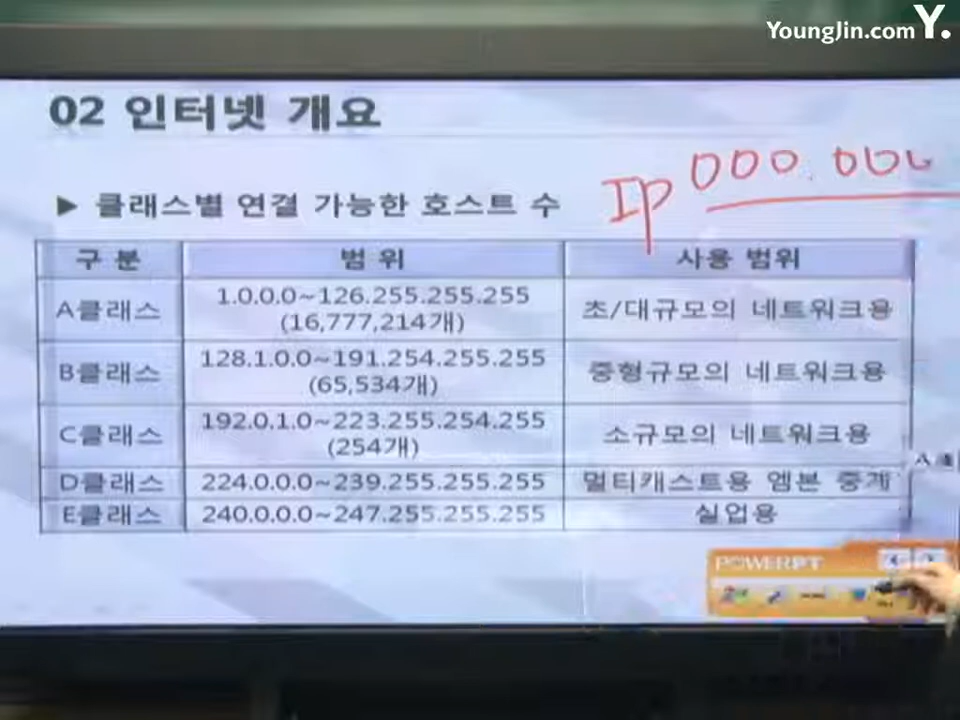 YoungJin.com Y.
02 인터넷 개요
IP 000.000
▶ 클래스별 연결 가능한 호스트 수
구 분 범 위 사용 범위
A클래스 1.0.0.0~126.255.255.255 (16,777,214개) 초/대규모의 네트워크용
B클래스 128.1.0.0~191.254.255.255 (65,534개) 중형규모의 네트워크용
C클래스 192.0.1.0~223.255.254.255 (254개) 소규모의 네트워크용
D클래스 224.0.0.0~239.255.255.255 멀티캐스트용 엠본 중계
E클래스 240.0.0.0~247.255.255.255 실업용
POWERPT